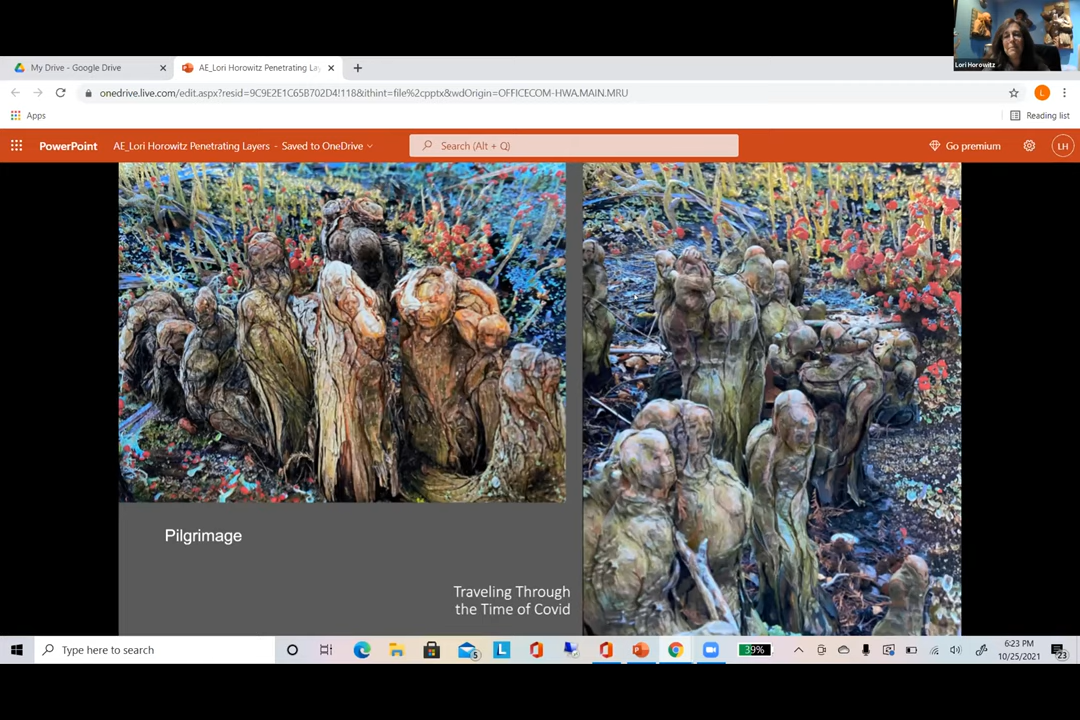 Lori Horowitz
My Drive - Google Drive
AE_Lori Horowitz Penetrating La
onedrive.live.com/edit.aspx?resid=9C9E2E1C65B702D4!118&ithint=file%2cpptx&wdOrigin=OFFICECOM-HWA.MAIN.MRU
L
Apps
Reading list
PowerPoint
AE_Lori Horowitz Penetrating Layers - Saved to OneDrive
Search (Alt + Q)
Go premium
LH
Pilgrimage
Traveling Through
the Time of Covid
Type here to search
5
L
39%
6:23 PM
10/25/2021
23